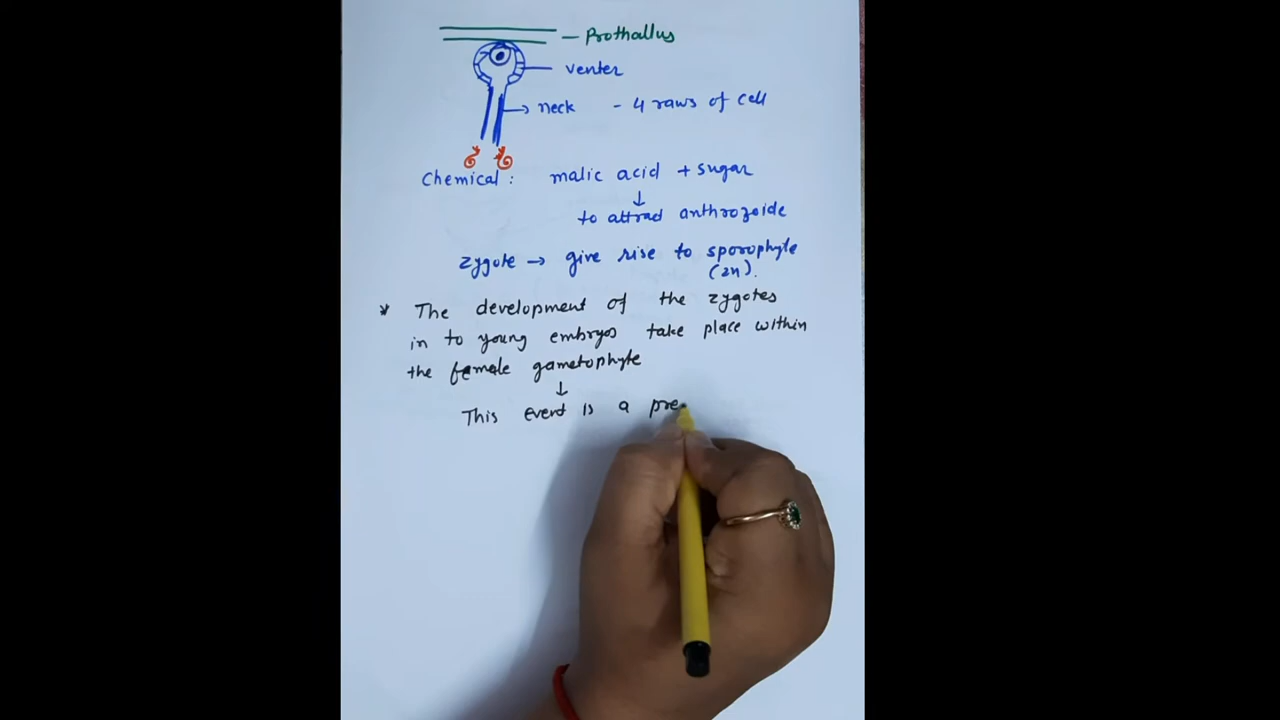 - Prothallus
venter
neck - 4 raws of cell
Chemical: malic acid + sugar
to attrad anthrozoide
zygote → give rise to sporophyte
(2n).
* The development of the zygotes
in to young embryos take place within
the female gametophyte
This event is a pre